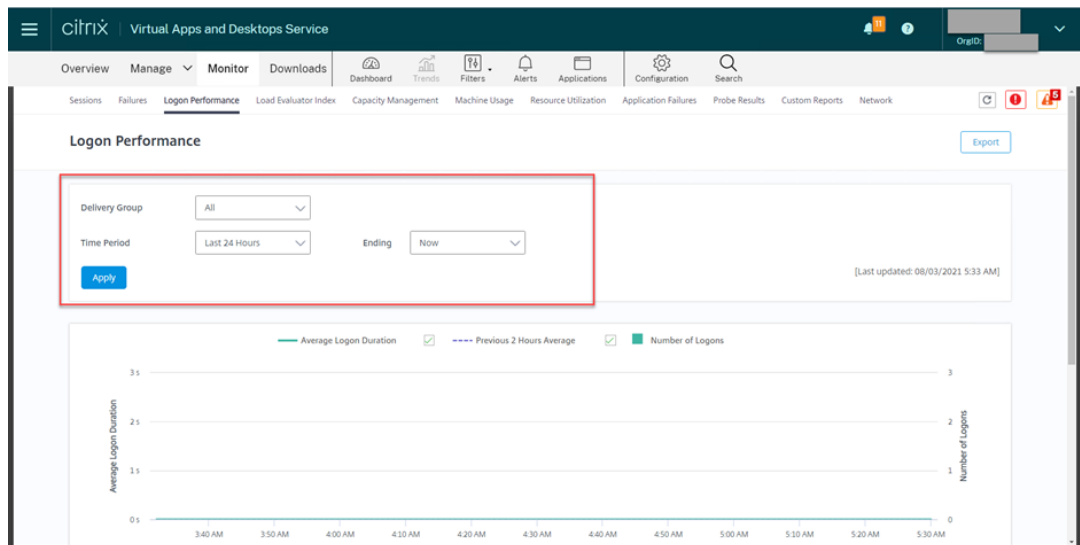 citrix | Virtual Apps and Desktops Service 11 ?
OrgID:
Overview Manage Monitor Downloads Dashboard Trends Filters Alerts Applications Configuration Search
Sessions Failures Logon Performance Load Evaluator Index Capacity Management Machine Usage Resource Utilization Application Failures Probe Results Custom Reports Network 5
Logon Performance Export
Delivery Group All
Time Period Last 24 Hours Ending Now
Apply [Last updated: 08/03/2021 5:33 AM]
Average Logon Duration Previous 2 Hours Average Number of Logons
3 s 3
2 s 2
1 s 1
0 s 0
Average Logon Duration
Number of Logons
3:40 AM 3:50 AM 4:00 AM 4:10 AM 4:20 AM 4:30 AM 4:40 AM 4:50 AM 5:00 AM 5:10 AM 5:20 AM 5:30 AM